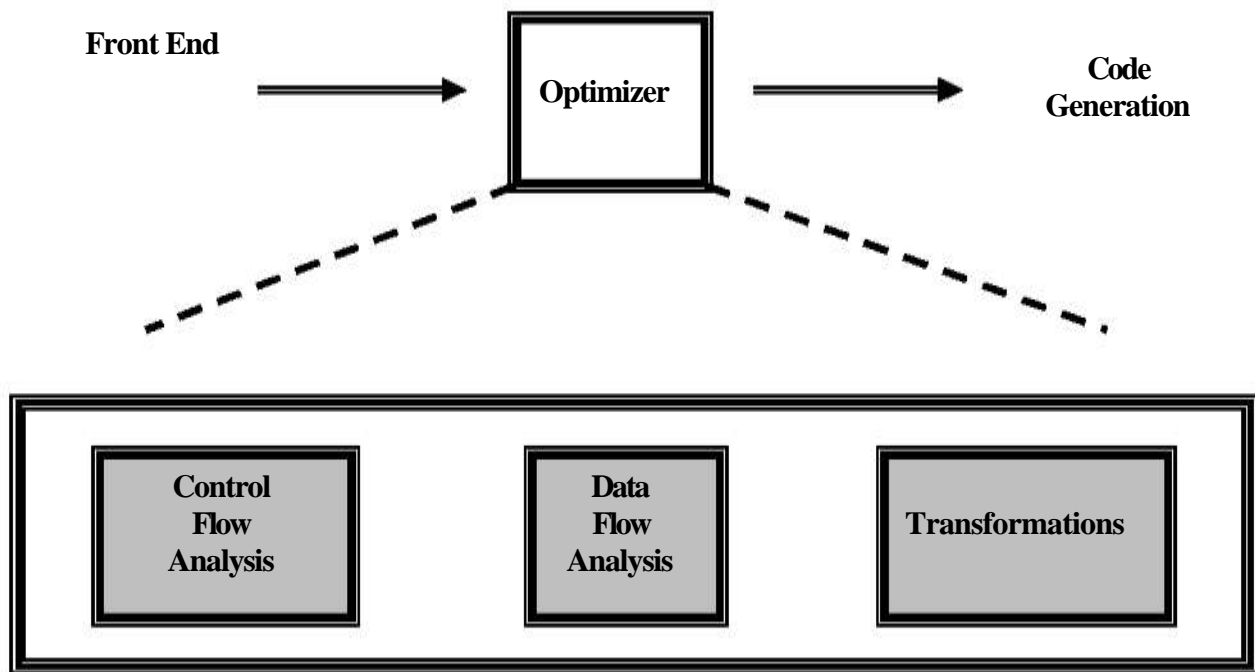 Front End
Optimizer
Code
Generation
Control
Flow
Analysis
Data
Flow
Analysis
Transformations